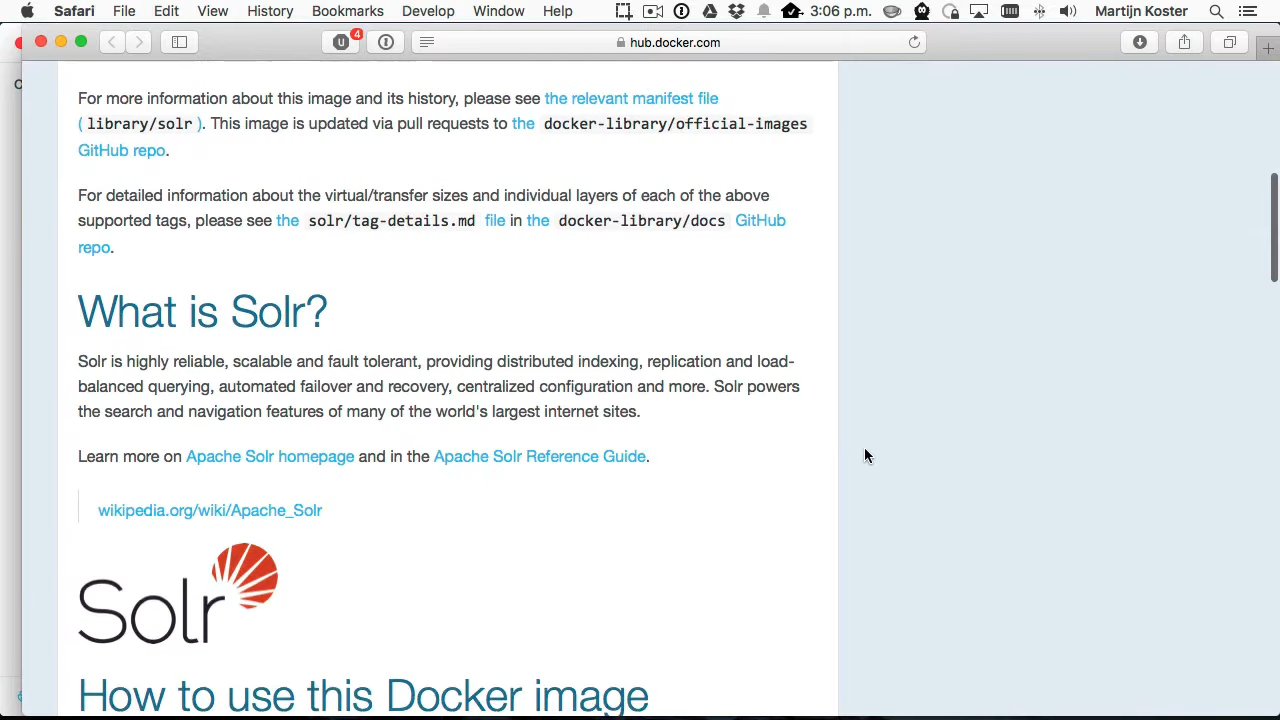 Safari File Edit View History Bookmarks Develop Window Help 3:06 p.m. Martijn Koster
4 hub.docker.com
For more information about this image and its history, please see the relevant manifest file
( library/solr ). This image is updated via pull requests to the docker-library/official-images
GitHub repo.
For detailed information about the virtual/transfer sizes and individual layers of each of the above
supported tags, please see the solr/tag-details.md file in the docker-library/docs GitHub
repo.
What is Solr?
Solr is highly reliable, scalable and fault tolerant, providing distributed indexing, replication and load-
balanced querying, automated failover and recovery, centralized configuration and more. Solr powers
the search and navigation features of many of the world's largest internet sites.
Learn more on Apache Solr homepage and in the Apache Solr Reference Guide.
wikipedia.org/wiki/Apache_Solr
Solr
How to use this Docker image